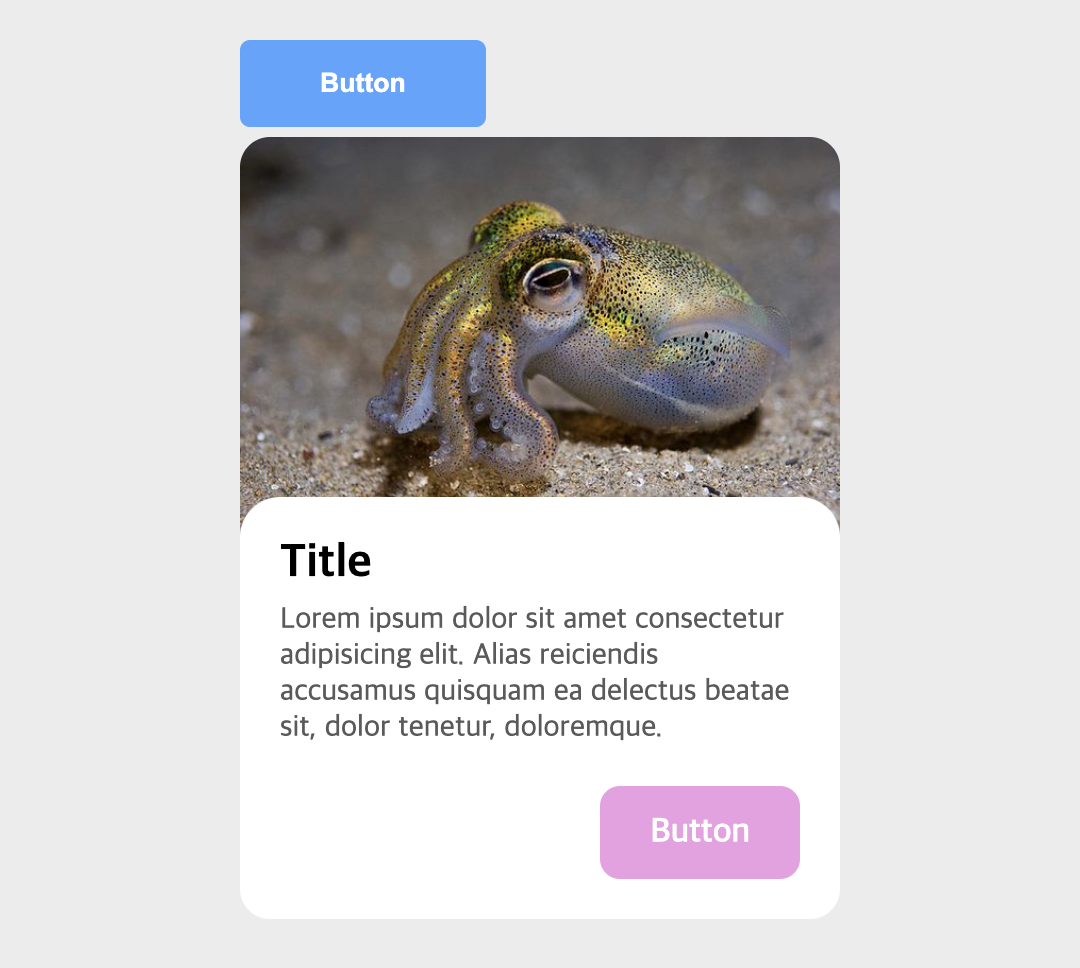 Button
Title
Lorem ipsum dolor sit amet consectetur
adipisicing elit. Alias reiciendis
accusamus quisquam ea delectus beatae
sit, dolor tenetur, doloremque.
Button